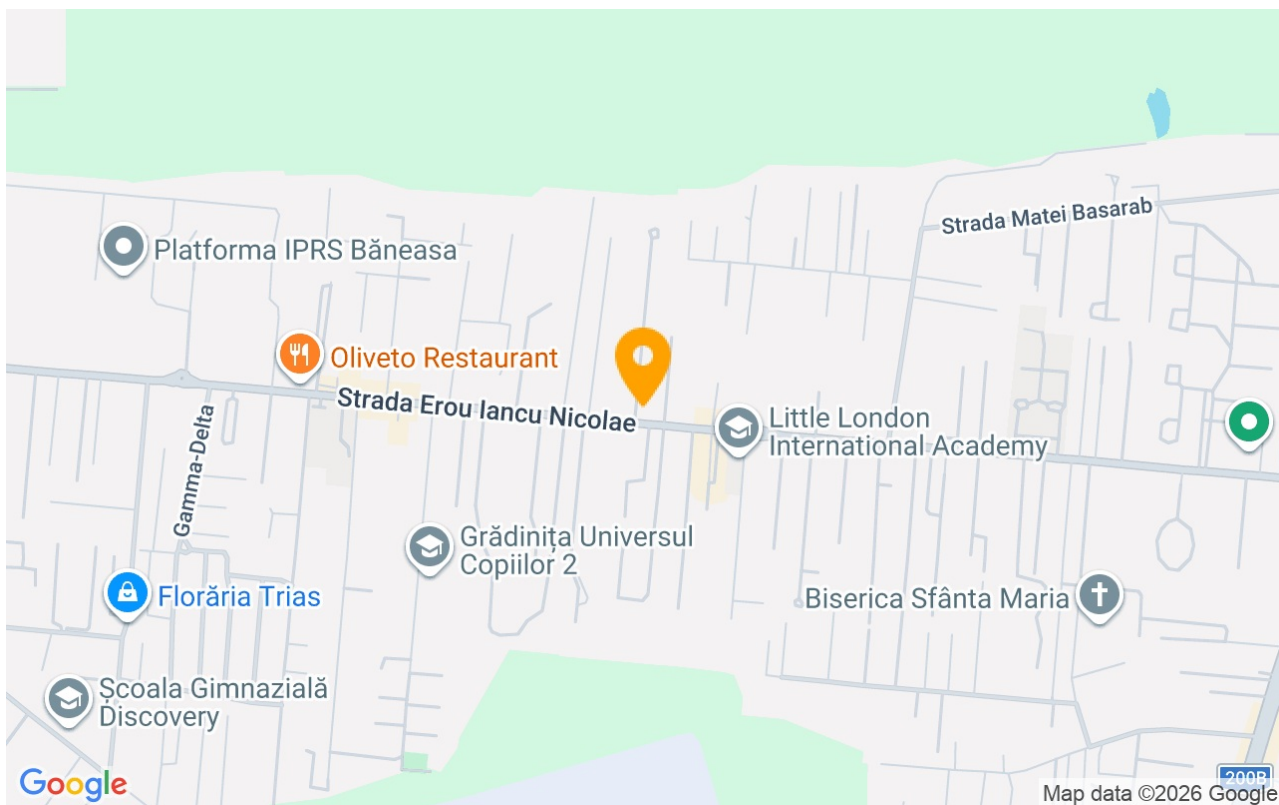 Strada Matei Basarab
Platforma IPRS Băneasa
Oliveto Restaurant
Strada Erou Iancu Nicolae
Little London
International Academy
Gamma-Delta
Grădinița Universul
Copiilor 2
Florăria Trias
Biserica Sfânta Maria
Școala Gimnazială
Discovery
Google
200B
Map data ©2026 Google